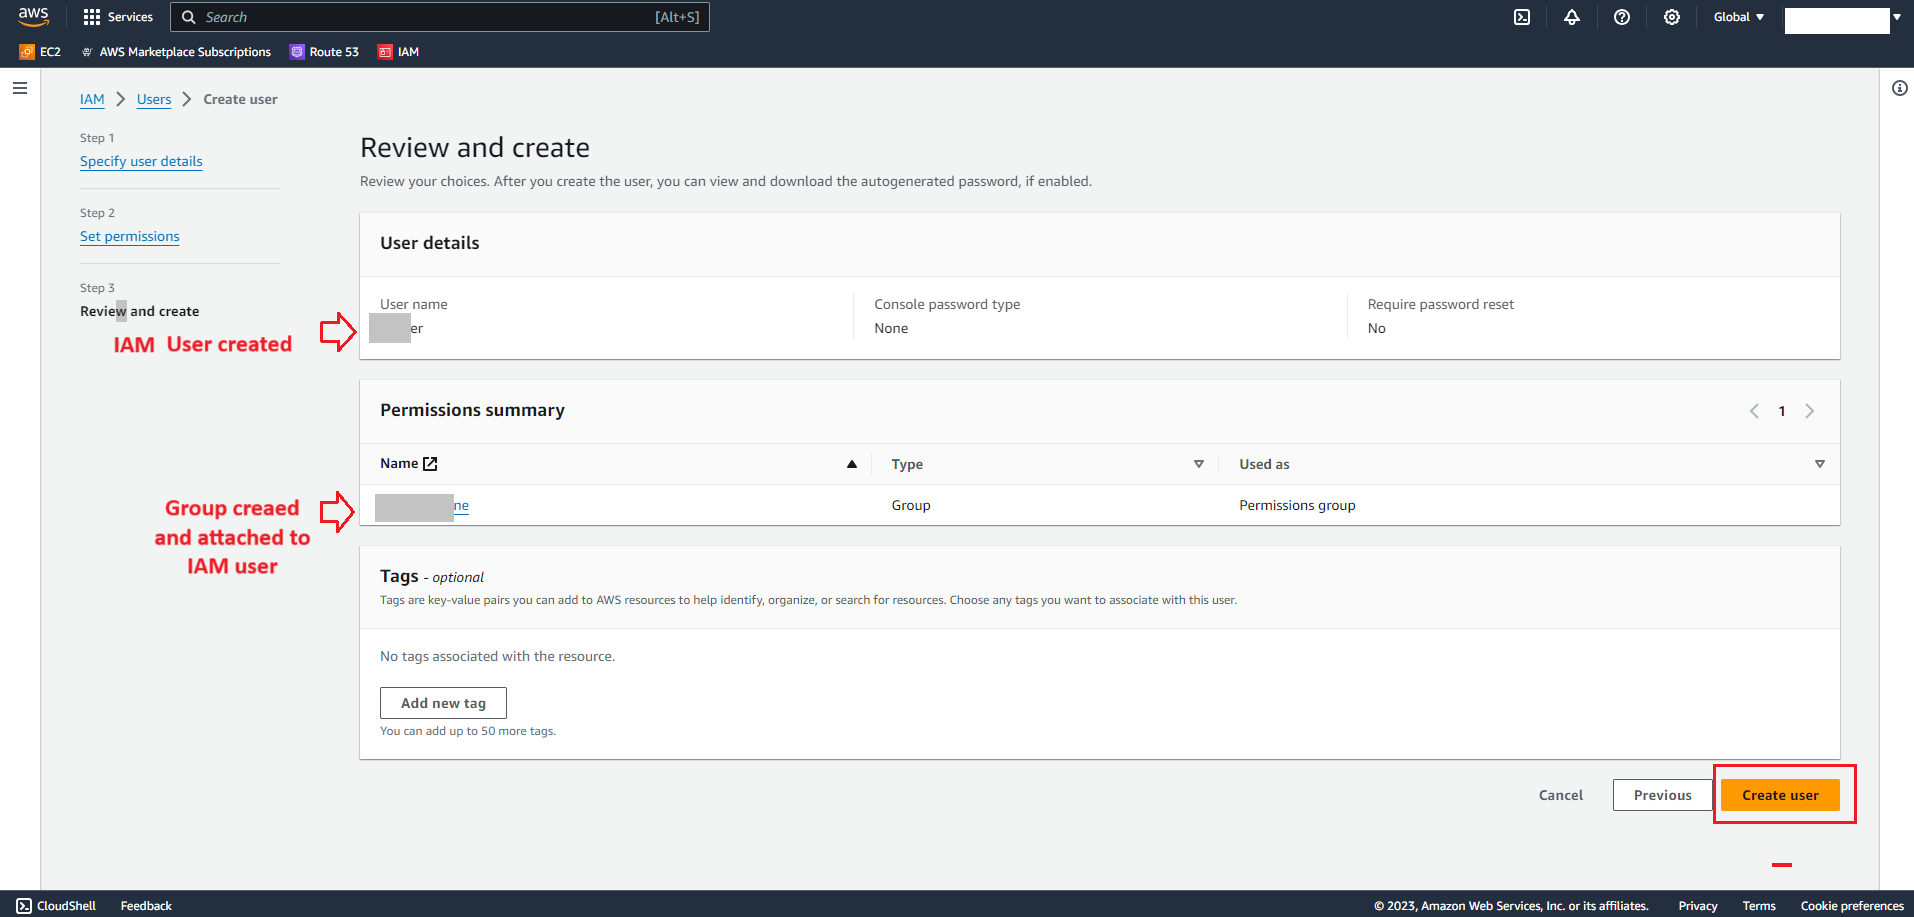 aws
Services
Search
[Alt+S]
Global
EC2
AWS Marketplace Subscriptions
Route 53
IAM
IAM
Users
Create user
Step 1
Specify user details
Step 2
Set permissions
Step 3
Review and create
IAM User created
Group creaed
and attached to
IAM user
Review and create
Review your choices. After you create the user, you can view and download the autogenerated password, if enabled.
User details
User name
er
Console password type
None
Require password reset
No
Permissions summary
1
Name
Type
Used as
ne
Group
Permissions group
Tags - optional
Tags are key-value pairs you can add to AWS resources to help identify, organize, or search for resources. Choose any tags you want to associate with this user.
No tags associated with the resource.
Add new tag
You can add up to 50 more tags.
Cancel
Previous
Create user
CloudShell
Feedback
© 2023, Amazon Web Services, Inc. or its affiliates.
Privacy
Terms
Cookie preferences